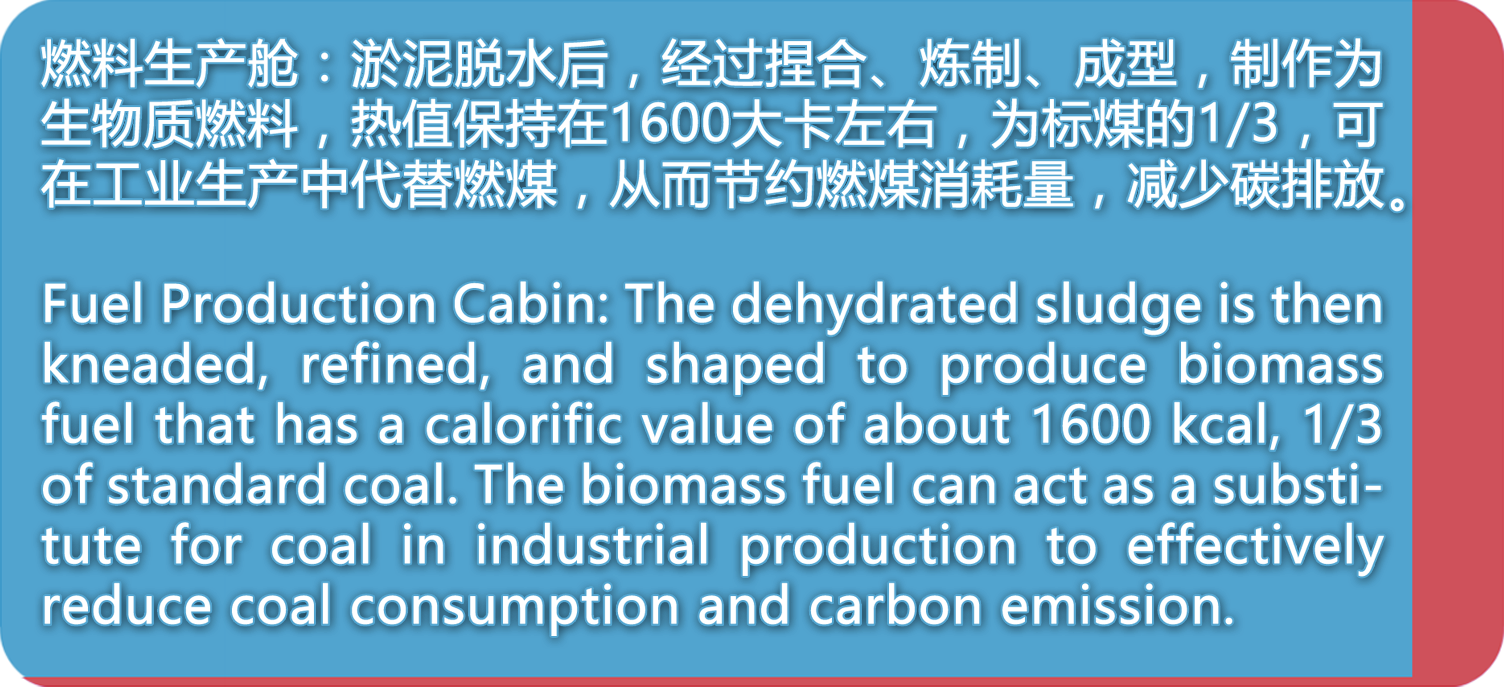 燃料生产舱：淤泥脱水后，经过捏合、炼制、成型，制作为
生物质燃料，热值保持在1600大卡左右，为标煤的1/3，可
在工业生产中代替燃煤，从而节约燃煤消耗量，减少碳排放。
Fuel Production Cabin: The dehydrated sludge is then
kneaded, refined, and shaped to produce biomass
fuel that has a calorific value of about 1600 kcal, 1/3
of standard coal. The biomass fuel can act as a substi-
tute for coal in industrial production to effectively
reduce coal consumption and carbon emission.